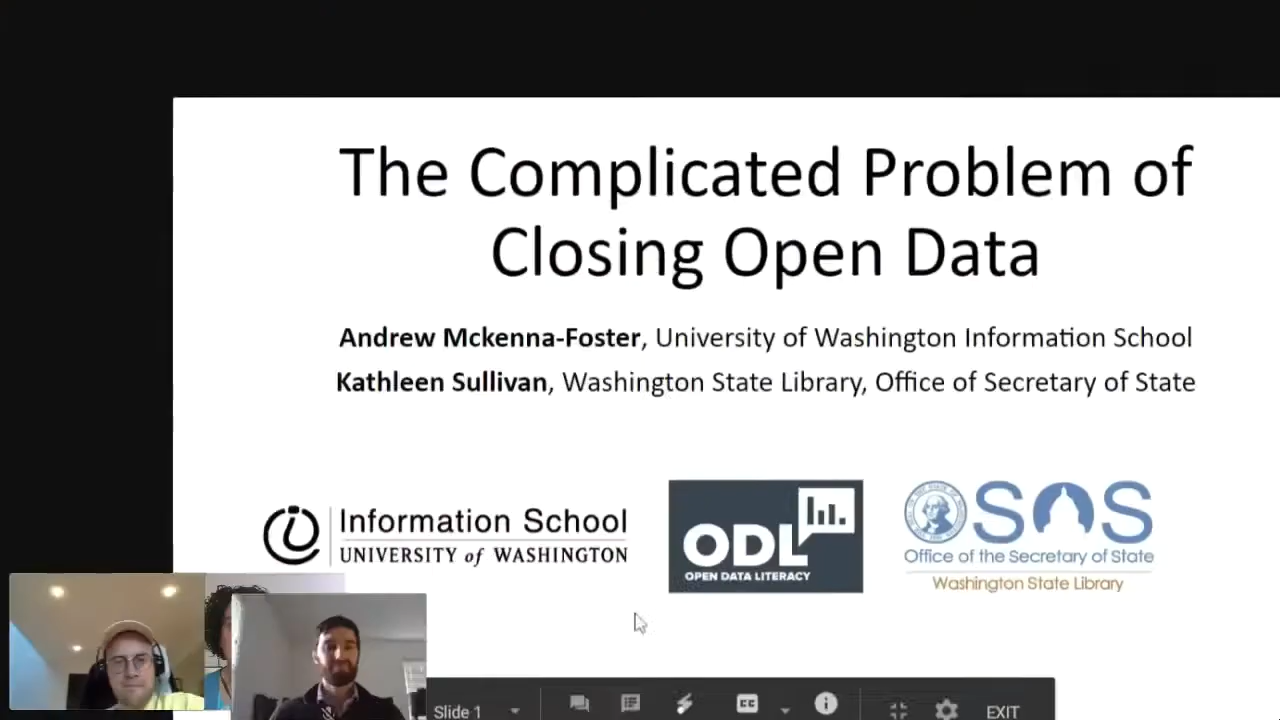 The Complicated Problem of
Closing Open Data
Andrew Mckenna-Foster, University of Washington Information School
Kathleen Sullivan, Washington State Library, Office of Secretary of State
Information School
UNIVERSITY of WASHINGTON
ODL
OPEN DATA LITERACY
SOS
Office of the Secretary of State
Washington State Library
Slide 1
CC
EXIT